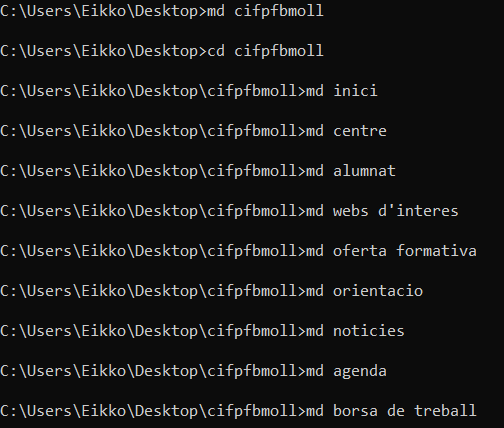 C:\Users\Eikko\Desktop>md cifpfbmoll
C:\Users\Eikko\Desktop>cd cifpfbmoll
C:\Users\Eikko\Desktop\cifpfbmoll>md inici
C:\Users\Eikko\Desktop\cifpfbmoll>md centre
C:\Users\Eikko\Desktop\cifpfbmoll>md alumnat
C:\Users\Eikko\Desktop\cifpfbmoll>md webs d'interes
C:\Users\Eikko\Desktop\cifpfbmoll>md oferta formativa
C:\Users\Eikko\Desktop\cifpfbmoll>md orientacio
C:\Users\Eikko\Desktop\cifpfbmoll>md noticies
C:\Users\Eikko\Desktop\cifpfbmoll>md agenda
C:\Users\Eikko\Desktop\cifpfbmoll>md borsa de treball